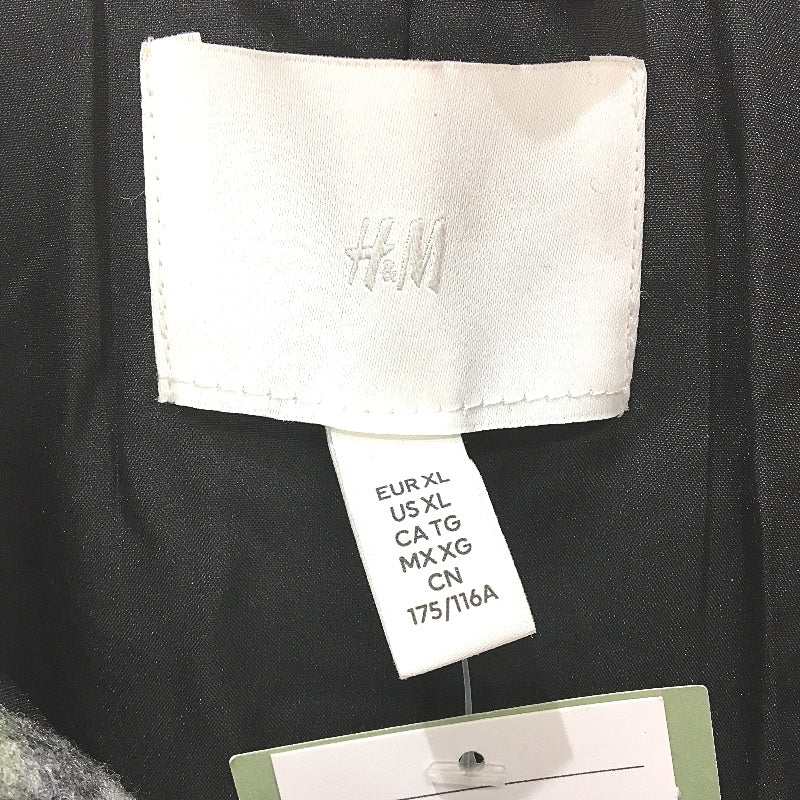 H&M
EUR XL
US XL
CA TG
MX XG
CN
175/116A